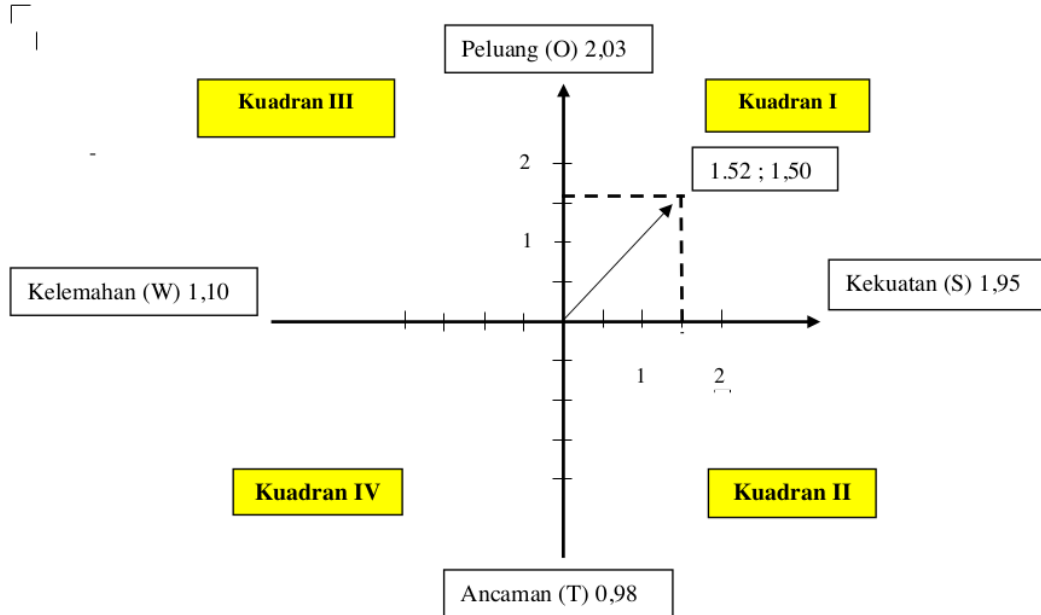 Peluang (O) 2,03
Kuadran III
Kuadran I
2
1.52 ; 1,50
1
Kelemahan (W) 1,10
Kekuatan (S) 1,95
1
2
Kuadran IV
Kuadran II
Ancaman (T) 0,98